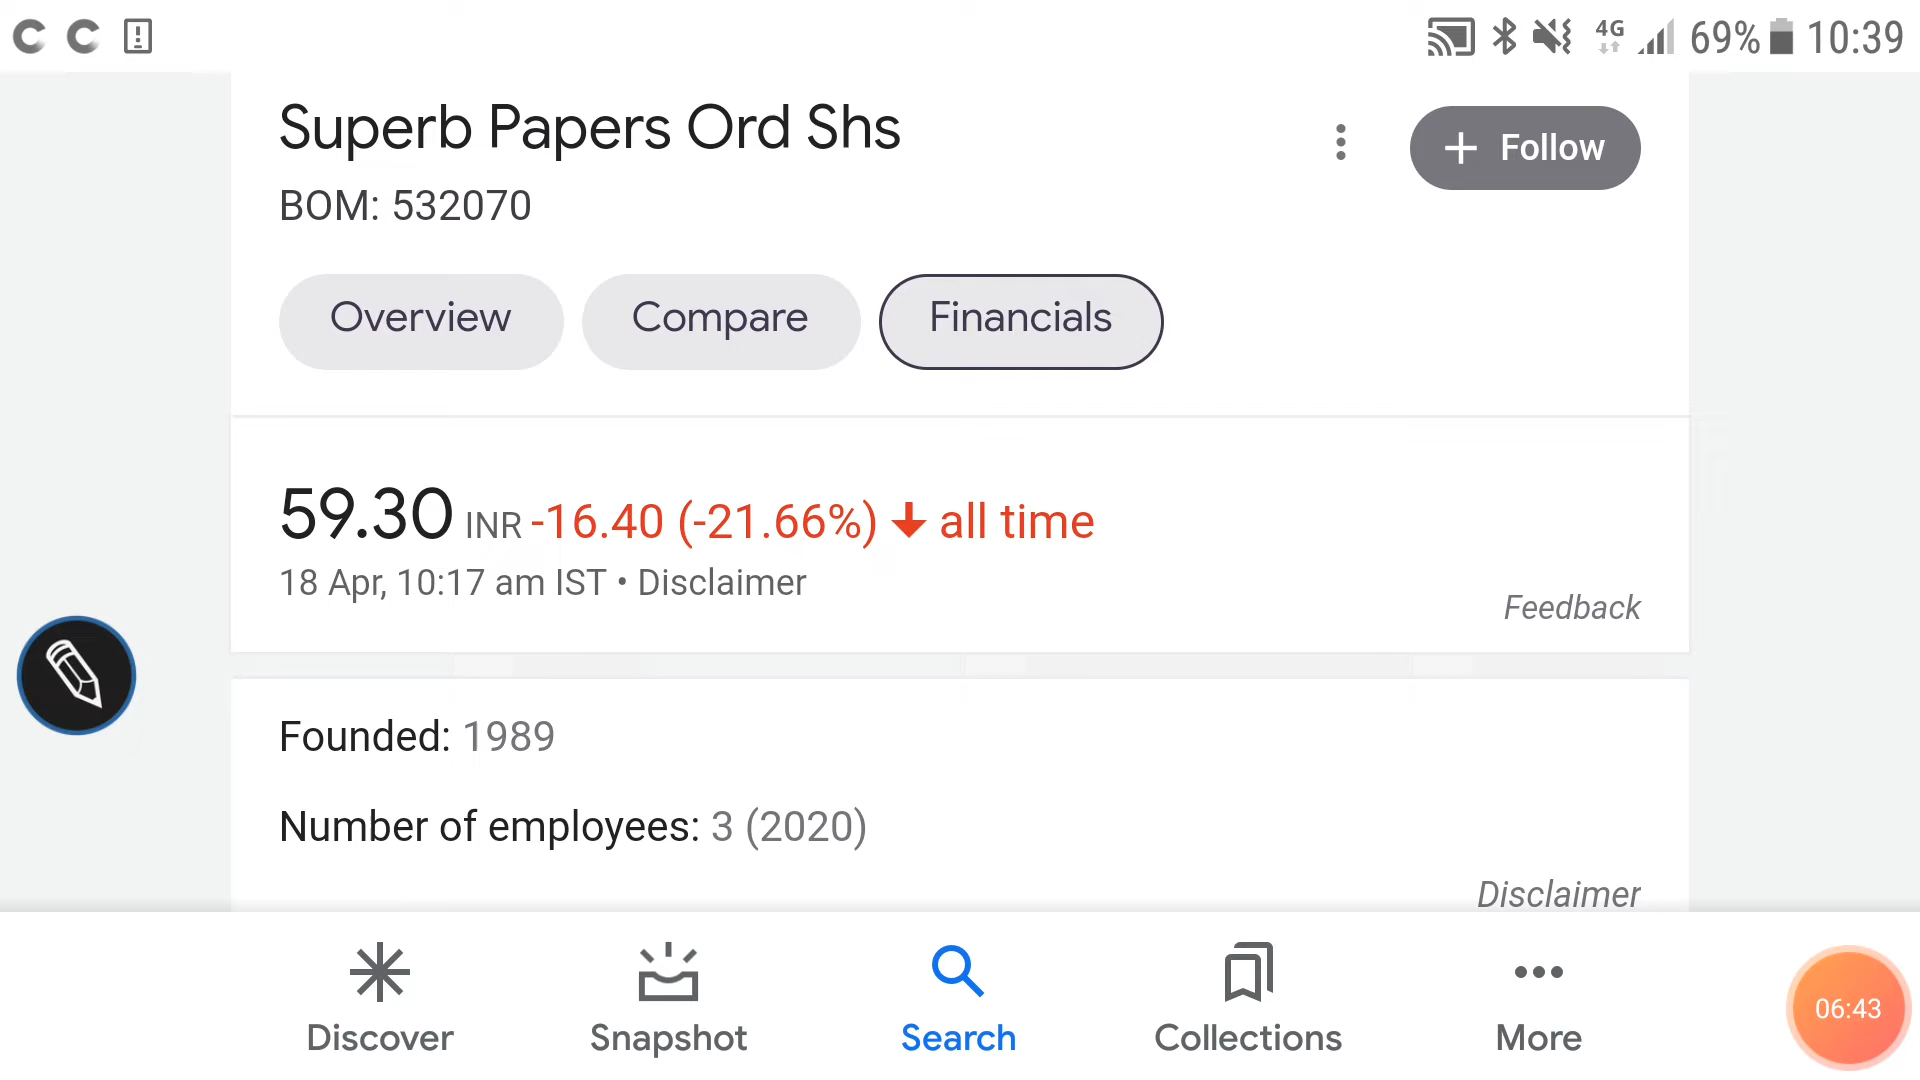 4G 69% 10:39
Superb Papers Ord Shs
+ Follow
BOM: 532070
Overview Compare Financials
59.30 INR -16.40 (-21.66%) ↓ all time
18 Apr, 10:17 am IST • Disclaimer
Feedback
Founded: 1989
Number of employees: 3 (2020)
Disclaimer
Discover Snapshot Search Collections More
06:43